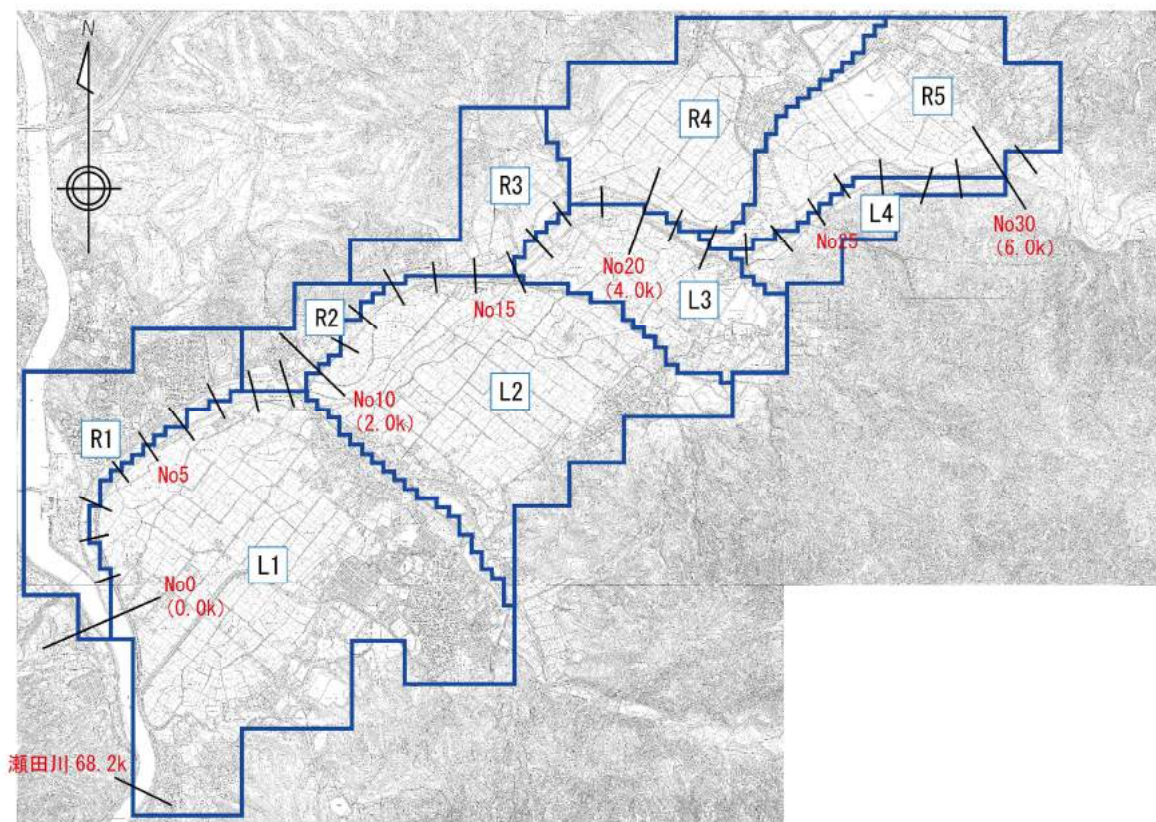 N
R4
R5
R3
L4
No30
(6.0k)
No25
No20
(4.0k)
L3
No15
R2
L2
No10
(2.0k)
R1
No5
L1
No0
(0.0k)
瀬田川 68.2k